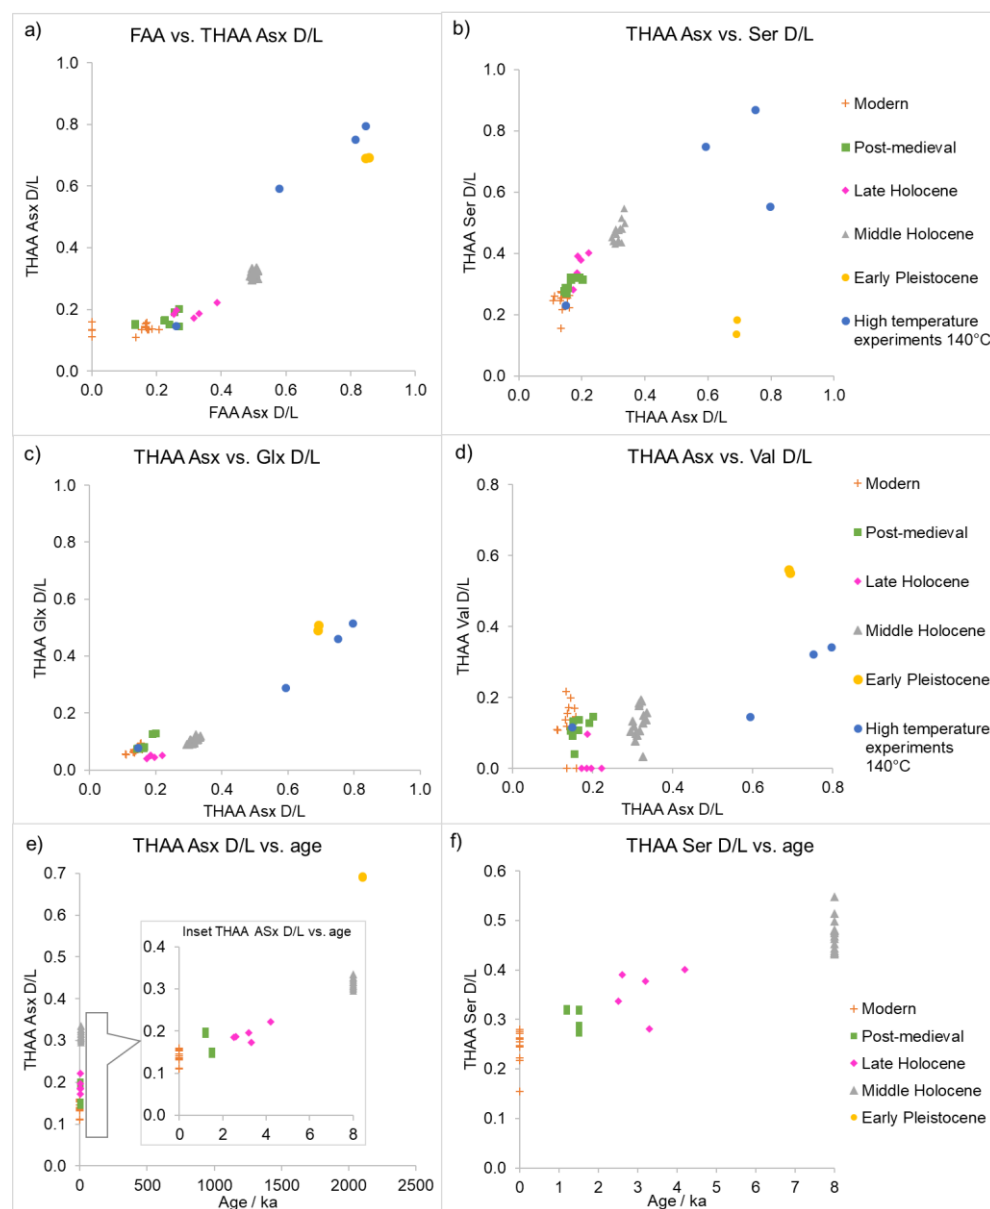 a)
FAA vs. THAA Asx D/L
THAA Asx D/L
1.0
0.8
0.6
0.4
0.2
0.0
0.0 0.2 0.4 0.6 0.8 1.0
FAA Asx D/L
b)
THAA Asx vs. Ser D/L
THAA Ser D/L
1.0
0.8
0.6
0.4
0.2
0.0
0.0 0.2 0.4 0.6 0.8 1.0
THAA Asx D/L
Modern
Post-medieval
Late Holocene
Middle Holocene
Early Pleistocene
High temperature
experiments 140°C
c)
THAA Asx vs. Glx D/L
THAA Glx D/L
1.0
0.8
0.6
0.4
0.2
0.0
0.0 0.2 0.4 0.6 0.8 1.0
THAA Asx D/L
d)
THAA Asx vs. Val D/L
THAA Val D/L
0.8
0.6
0.4
0.2
0.0
0.0 0.2 0.4 0.6 0.8
THAA Asx D/L
Modern
Post-medieval
Late Holocene
Middle Holocene
Early Pleistocene
High temperature
experiments
140°C
e)
THAA Asx D/L vs. age
THAA Asx D/L
0.7
0.6
0.5
0.4
0.3
0.2
0.1
0.0
0 500 1000 1500 2000 2500
Age / ka
Inset THAA ASx D/L vs. age
0.4
0.3
0.2
0.1
0.0
0 2 4 6 8
f)
THAA Ser D/L vs. age
THAA Ser D/L
0.6
0.5
0.4
0.3
0.2
0.1
0.0
0 1 2 3 4 5 6 7 8
Age / ka
Modern
Post-medieval
Late Holocene
Middle Holocene
Early Pleistocene